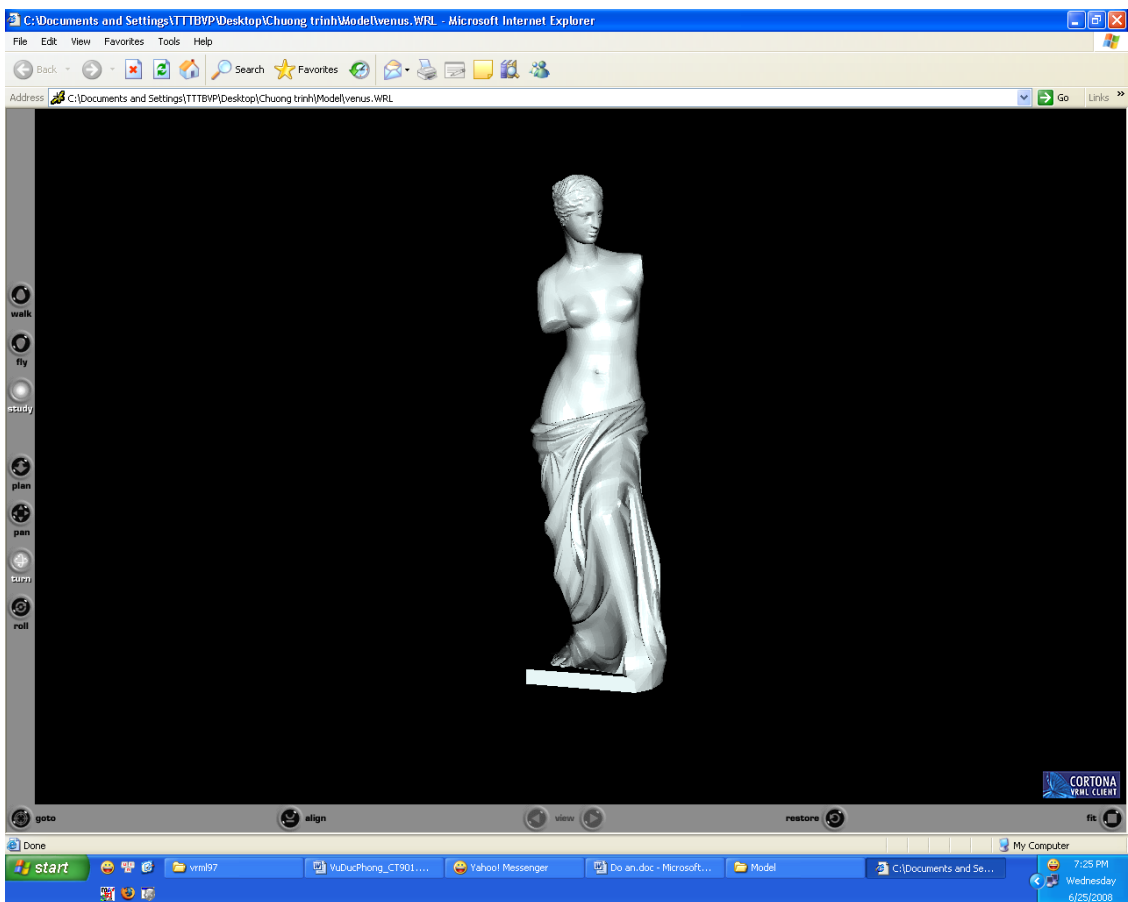 C:\Documents and Settings\TTTBVP\Desktop\Chuong trinh\Model\venus.WRL - Microsoft Internet Explorer
File Edit View Favorites Tools Help
Back Search Favorites
Address C:\Documents and Settings\TTTBVP\Desktop\Chuong trinh\Model\venus.WRL Go Links »
walk
fly
study
plan
pan
turn
roll
CORTONA
VRML CLIENT
goto align view restore fit
Done My Computer
start vrml97 VuDucPhong_CT901.... Yahoo! Messenger Do an.doc - Microsoft... Model C:\Documents and Se... 7:25 PM
Wednesday
6/25/2008